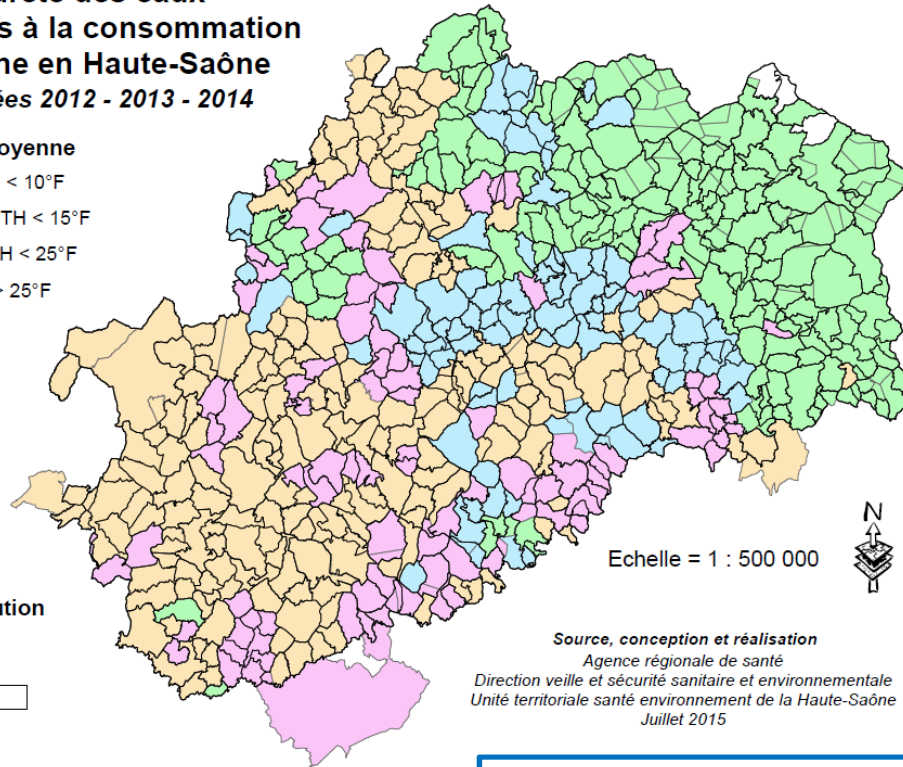 s à la consommation
ne en Haute-Saône
ées 2012 - 2013 - 2014
oyenne
< 10°F
TH < 15°F
H < 25°F
> 25°F
N
Echelle = 1 : 500 000
ution
Source, conception et réalisation
Agence régionale de santé
Direction veille et sécurité sanitaire et environnementale
Unité territoriale santé environnement de la Haute-Saône
Juillet 2015